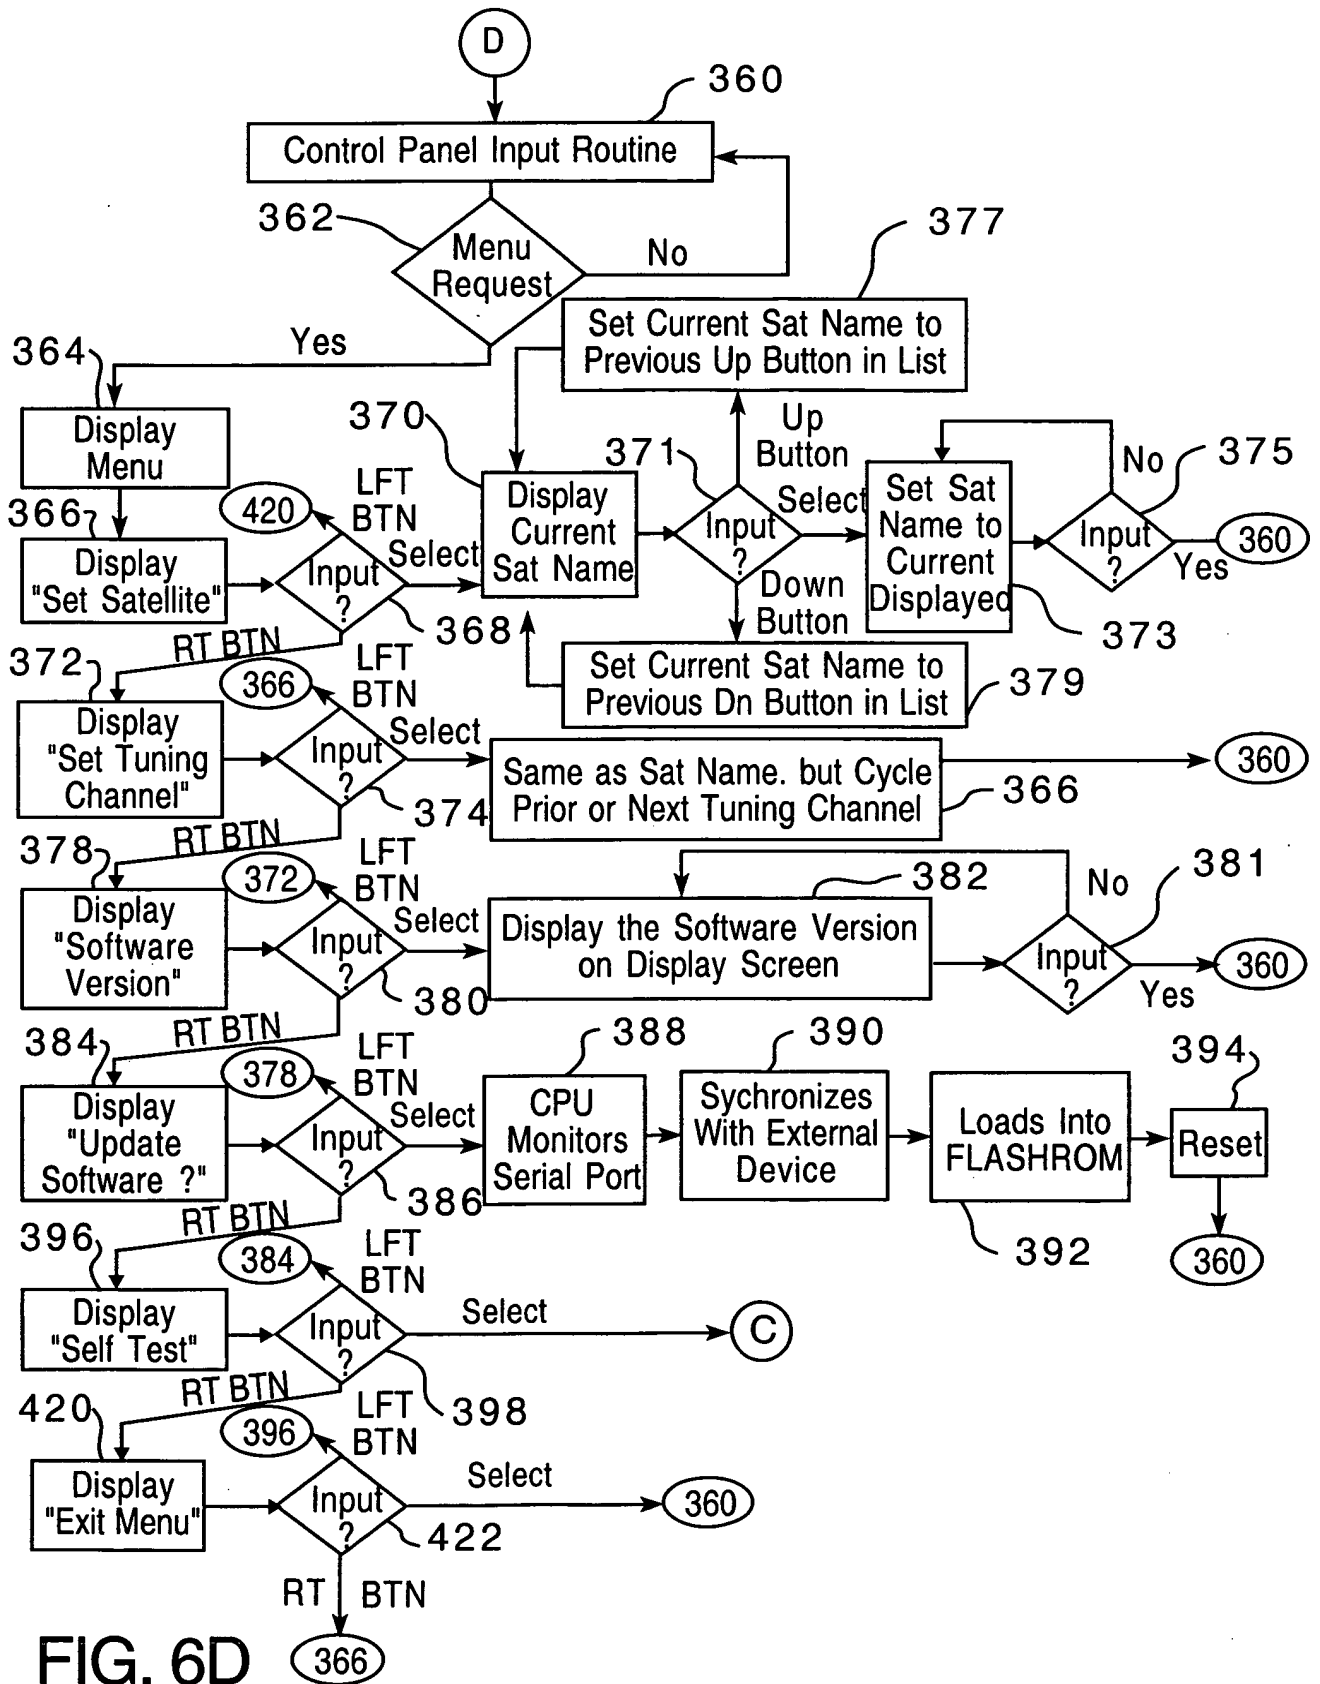 D
360
Control Panel Input Routine
362
Menu
Request
No
Yes
377
Set Current Sat Name to
Previous Up Button in List
364
Display
Menu
370
Display
Current
Sat Name
371
Input
?
Up
Button
Select
Down
Button
Set Sat
Name to
Current
Displayed
373
No
375
Input
?
Yes
360
366
Display
"Set Satellite"
420
LFT
BTN
Input
?
Select
368
RT BTN
Set Current Sat Name to
Previous Dn Button in List
379
372
Display
"Set Tuning
Channel"
366
LFT
BTN
Input
?
Select
374
RT BTN
Same as Sat Name. but Cycle
Prior or Next Tuning Channel
366
360
378
Display
"Software
Version"
372
LFT
BTN
Input
?
Select
380
RT BTN
382
Display the Software Version
on Display Screen
No
381
Input
?
Yes
360
384
Display
"Update
Software ?"
378
LFT
BTN
Input
?
Select
386
RT BTN
388
CPU
Monitors
Serial Port
390
Sychronizes
With External
Device
Loads Into
FLASHROM
392
394
Reset
360
396
Display
"Self Test"
384
LFT
BTN
Input
?
Select
398
C
RT BTN
420
Display
"Exit Menu"
396
LFT
BTN
Input
?
Select
422
360
RT BTN
366
FIG. 6D